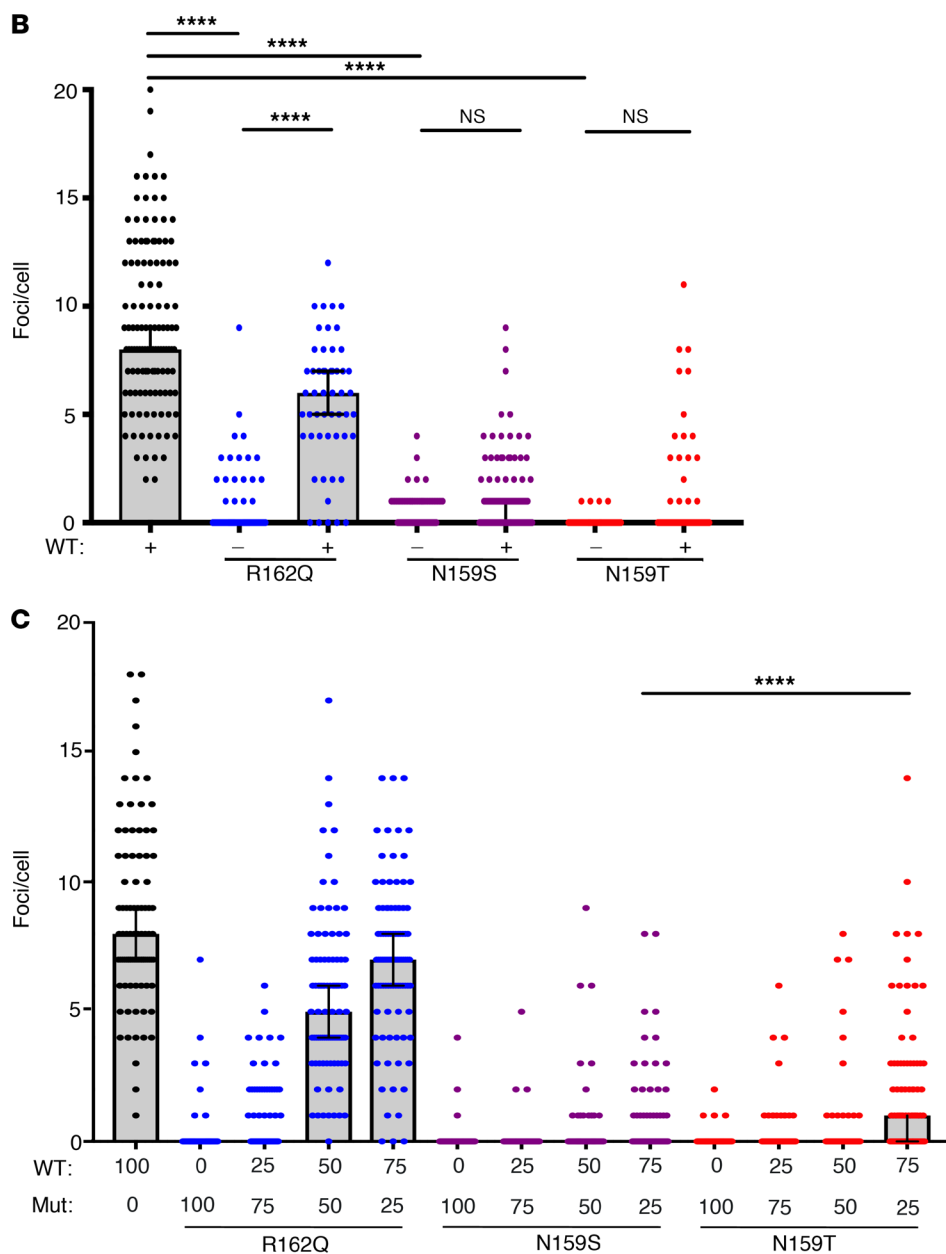 B
****
****
****
20
**** NS NS
15
Foci/cell
10
5
0
WT: + – + – + – +
R162Q N159S N159T
C
20
****
15
Foci/cell
10
5
0
WT: 100 0 25 50 75 0 25 50 75 0 25 50 75
Mut: 0 100 75 50 25 100 75 50 25 100 75 50 25
R162Q N159S N159T